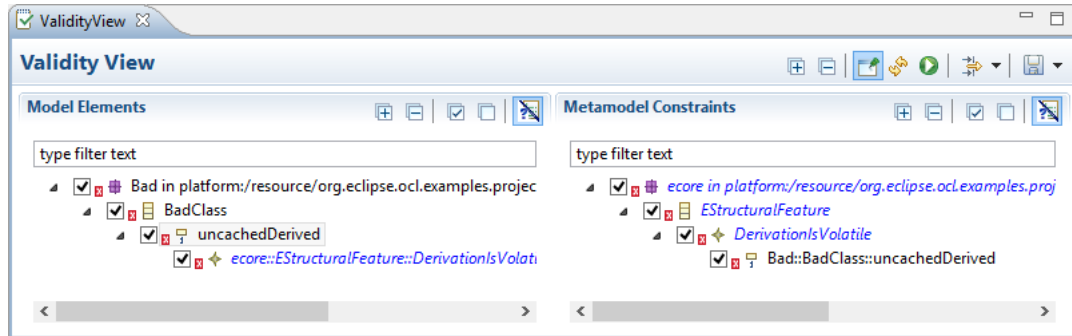 ValidityView
Validity View
Model Elements
type filter text
Bad in platform:/resource/org.eclipse.ocl.examples.projec
BadClass
uncachedDerived
ecore::EStructuralFeature::DerivationIsVolati
Metamodel Constraints
type filter text
ecore in platform:/resource/org.eclipse.ocl.examples.proj
EStructuralFeature
DerivationIsVolatile
Bad::BadClass::uncachedDerived